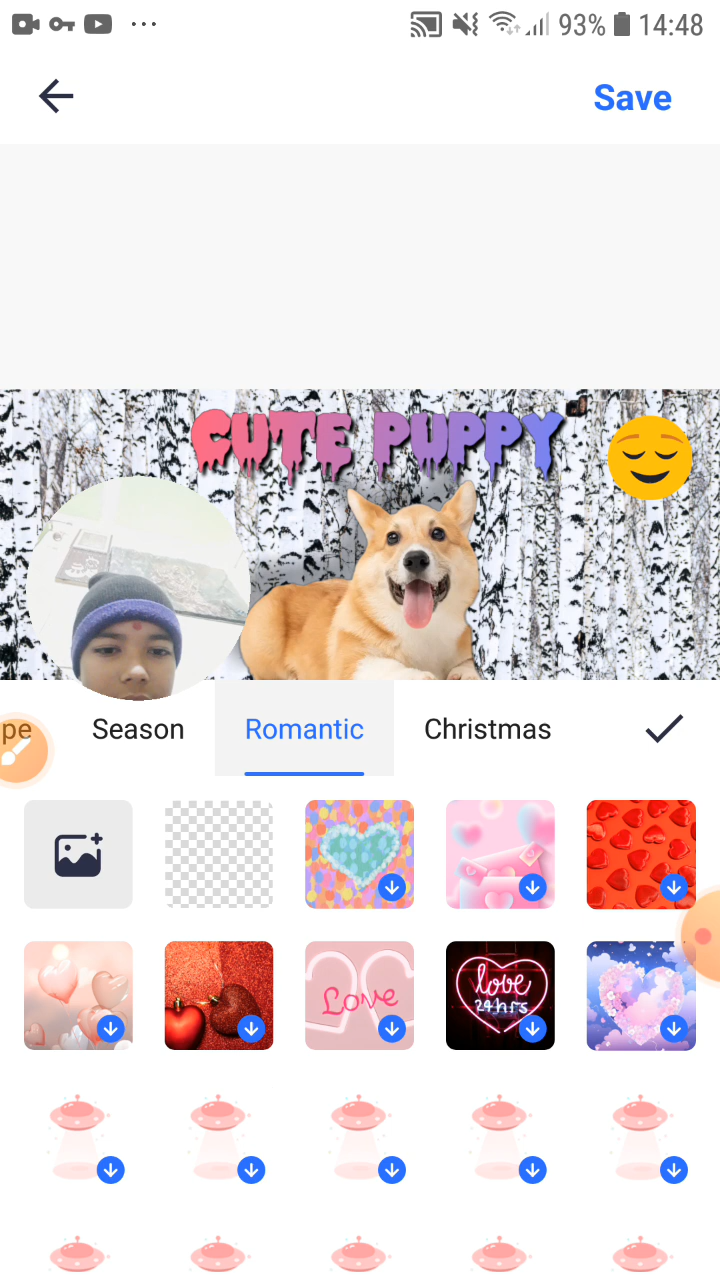 93% 14:48
Save
CUTE PUPPY
pe Season Romantic Christmas
Love
love
24hrs